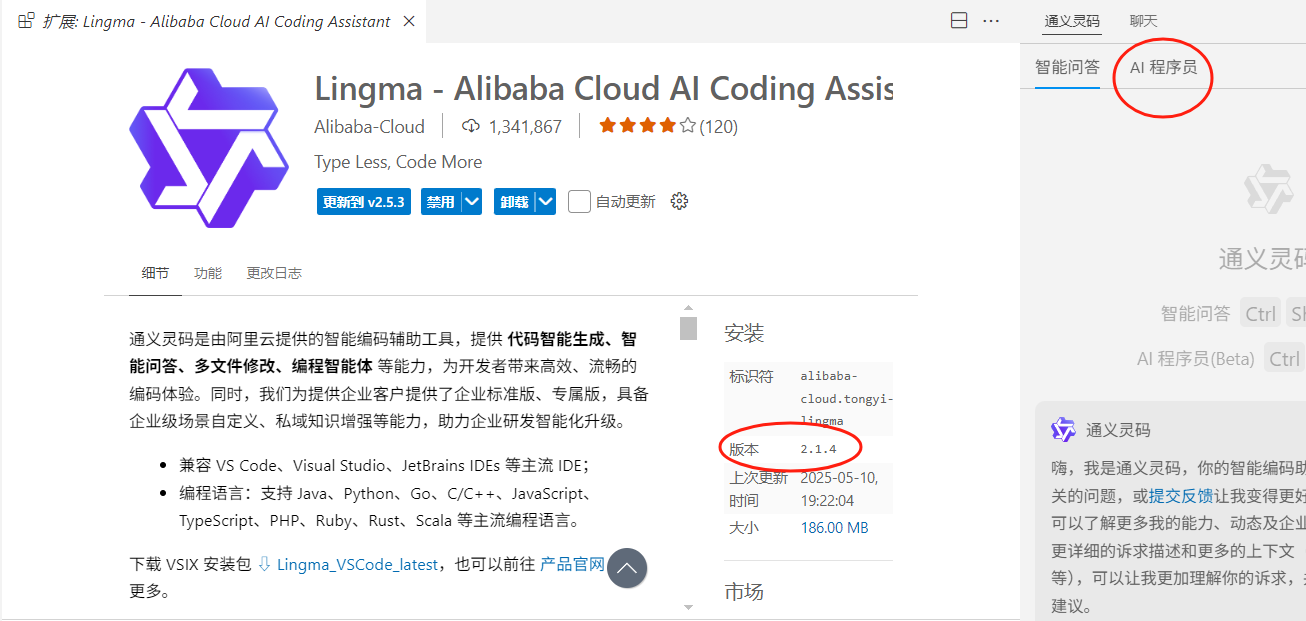 扩展: Lingma - Alibaba Cloud AI Coding Assistant
Lingma - Alibaba Cloud AI Coding Assis
Alibaba-Cloud 1,341,867 (120)
Type Less, Code More
更新到 v2.5.3 禁用 卸载 自动更新
细节 功能 更改日志
通义灵码是由阿里云提供的智能编码辅助工具，提供 代码智能生成、智
能问答、多文件修改、编程智能体 等能力，为开发者带来高效、流畅的
编码体验。同时，我们为提供企业客户提供了企业标准版、专属版，具备
企业级场景自定义、私域知识增强等能力，助力企业研发智能化升级。
• 兼容 VS Code、Visual Studio、JetBrains IDEs 等主流 IDE；
• 编程语言：支持 Java、Python、Go、C/C++、JavaScript、
TypeScript、PHP、Ruby、Rust、Scala 等主流编程语言。
下载 VSIX 安装包 ⇩ Lingma_VSCode_latest，也可以前往 产品官网
更多。
安装
标识符 alibaba-
cloud.tongyi-
lingma
版本 2.1.4
上次更新 2025-05-10,
时间 19:22:04
大小 186.00 MB
市场
通义灵码 聊天
智能问答 AI 程序员
通义灵码
智能问答 Ctrl
AI 程序员(Beta) Ctrl
通义灵码
嗨，我是通义灵码，你的智能编码助
关的问题，或提交反馈让我变得更好
可以了解更多我的能力、动态及企业
更详细的诉求描述和更多的上下文
等），可以让我更加理解你的诉求，
建议。